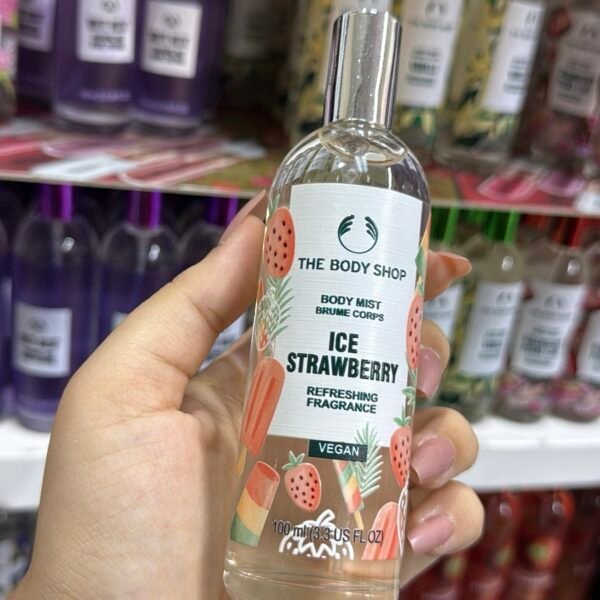 THE BODY SHOP
BODY MIST
BRUME CORPS
ICE
STRAWBERRY
REFRESHING
FRAGRANCE
VEGAN
100 ml (3.3 US FL OZ)